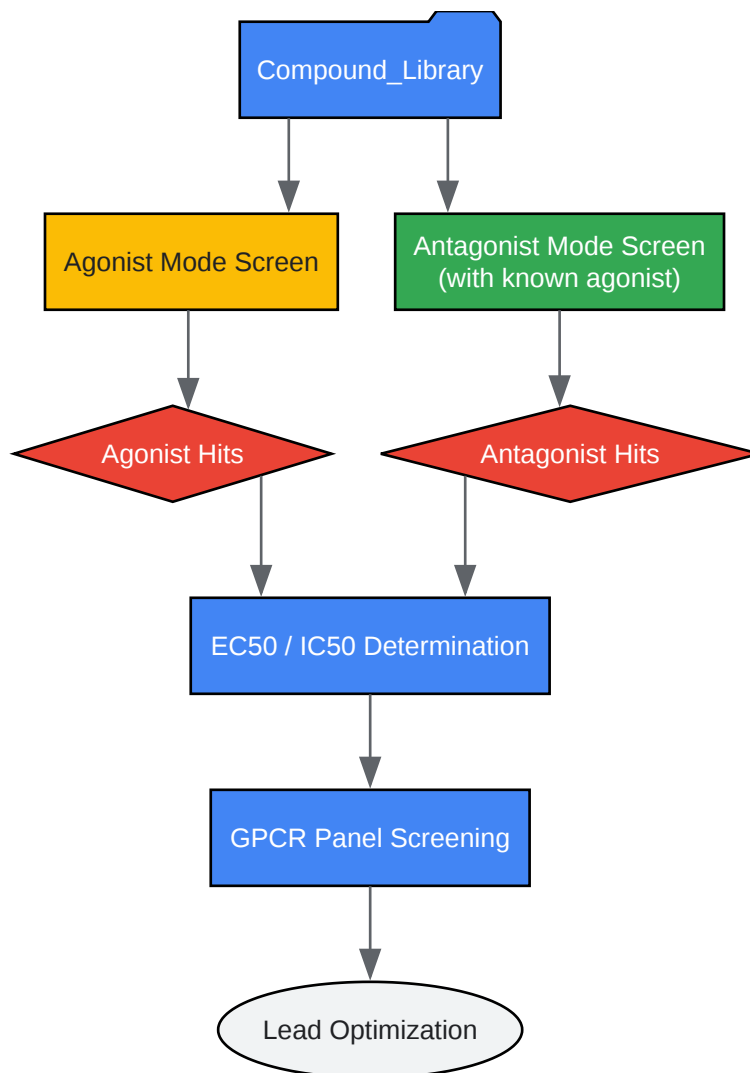 Compound_Library
Agonist Mode Screen
Antagonist Mode Screen
(with known agonist)
Agonist Hits
Antagonist Hits
EC50 / IC50 Determination
GPCR Panel Screening
Lead Optimization